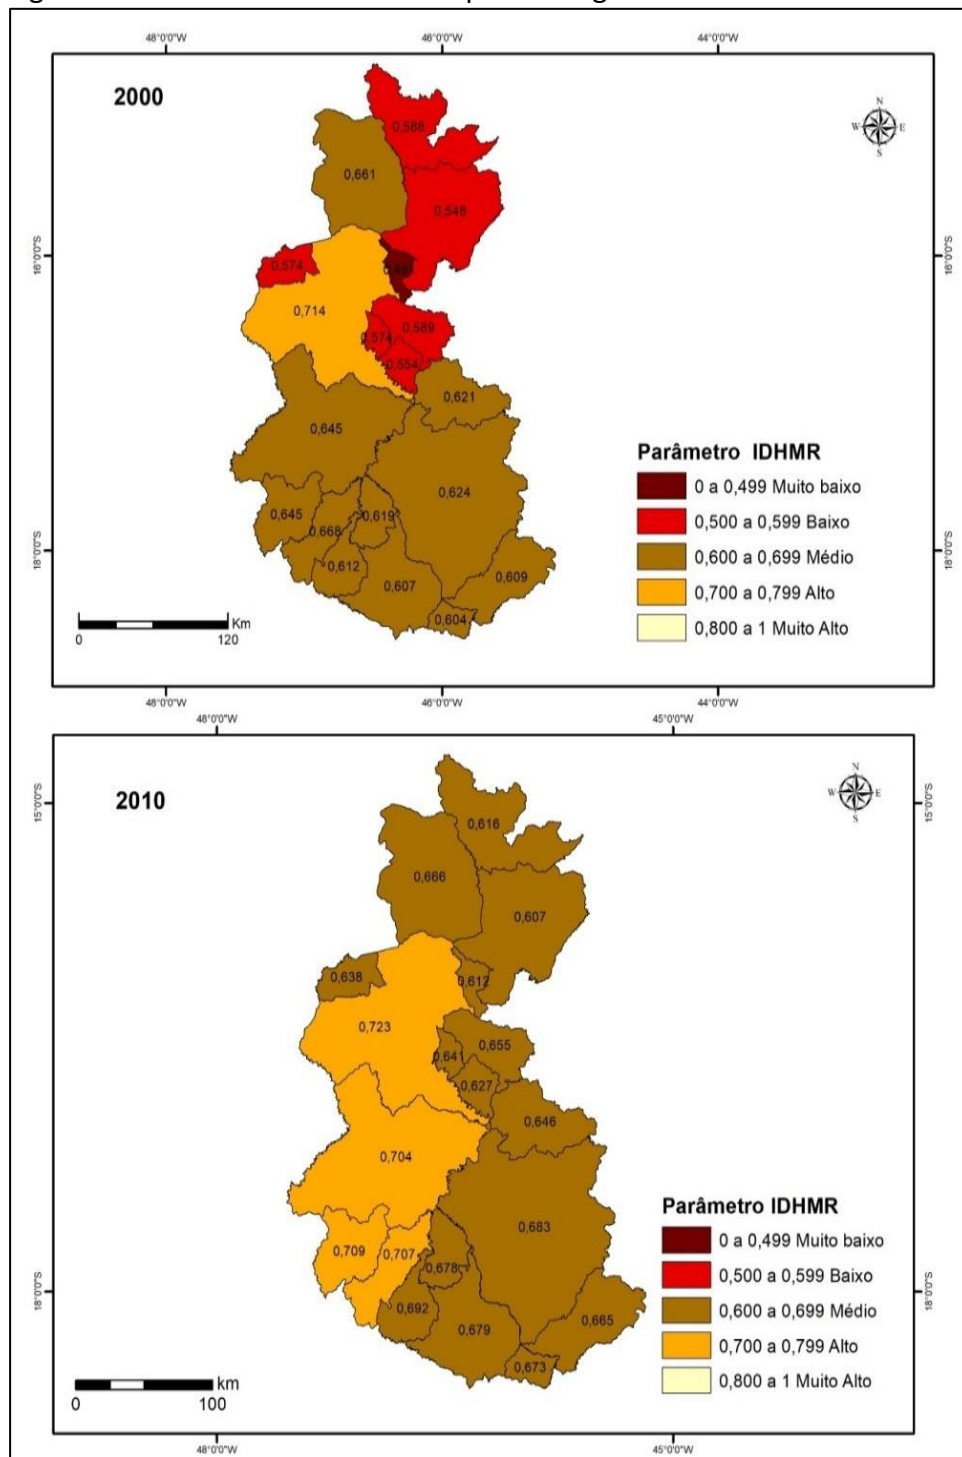 48°0'0"W 46°0'0"W 44°0'0"W
2000
N
W E
S
0,588
0,661
0,548
16°0'0"S 16°0'0"S
0,574
0,714
0,589
0,574
0,554
0,621
0,645
Parâmetro IDHMR
0 a 0,499 Muito baixo
0,624
0,645
0,619
0,500 a 0,599 Baixo
0,668
18°0'0"S 18°0'0"S
0,600 a 0,699 Médio
0,612
0,609
0,607
0,700 a 0,799 Alto
0,604
Km
0 120
0,800 a 1 Muito Alto
48°0'0"W 46°0'0"W 44°0'0"W
48°0'0"W 45°0'0"W
2010
N
W E
S
15°0'0"S 15°0'0"S
0,616
0,666
0,607
0,638
0,612
0,723
0,655
0,641
0,627
0,646
0,704
Parâmetro IDHMR
0,683
0 a 0,499 Muito baixo
0,709
0,707
0,678
0,500 a 0,599 Baixo
18°0'0"S 18°0'0"S
0,692
0,600 a 0,699 Médio
0,665
0,679
0,700 a 0,799 Alto
0,673
km
0 100
0,800 a 1 Muito Alto
48°0'0"W 45°0'0"W